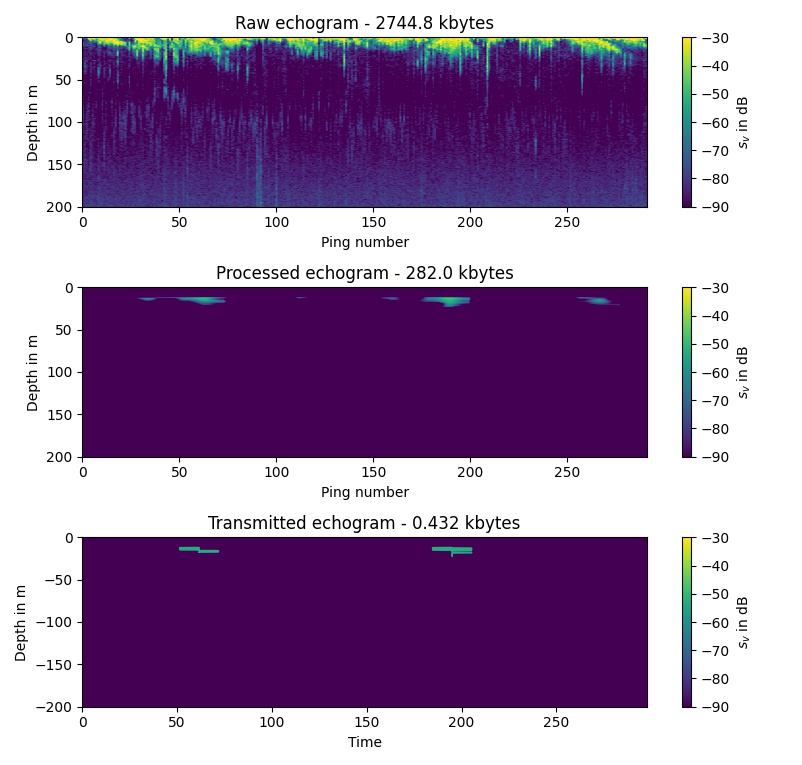 Raw echogram - 2744.8 kbytes
0
50
100
150
200
Depth in m
0 50 100 150 200 250
Ping number
−30
−40
−50
−60
−70
−80
−90
sv in dB
Processed echogram - 282.0 kbytes
0
50
100
150
200
Depth in m
0 50 100 150 200 250
Ping number
−30
−40
−50
−60
−70
−80
−90
sv in dB
Transmitted echogram - 0.432 kbytes
0
−50
−100
−150
−200
Depth in m
0 50 100 150 200 250
Time
−30
−40
−50
−60
−70
−80
−90
sv in dB